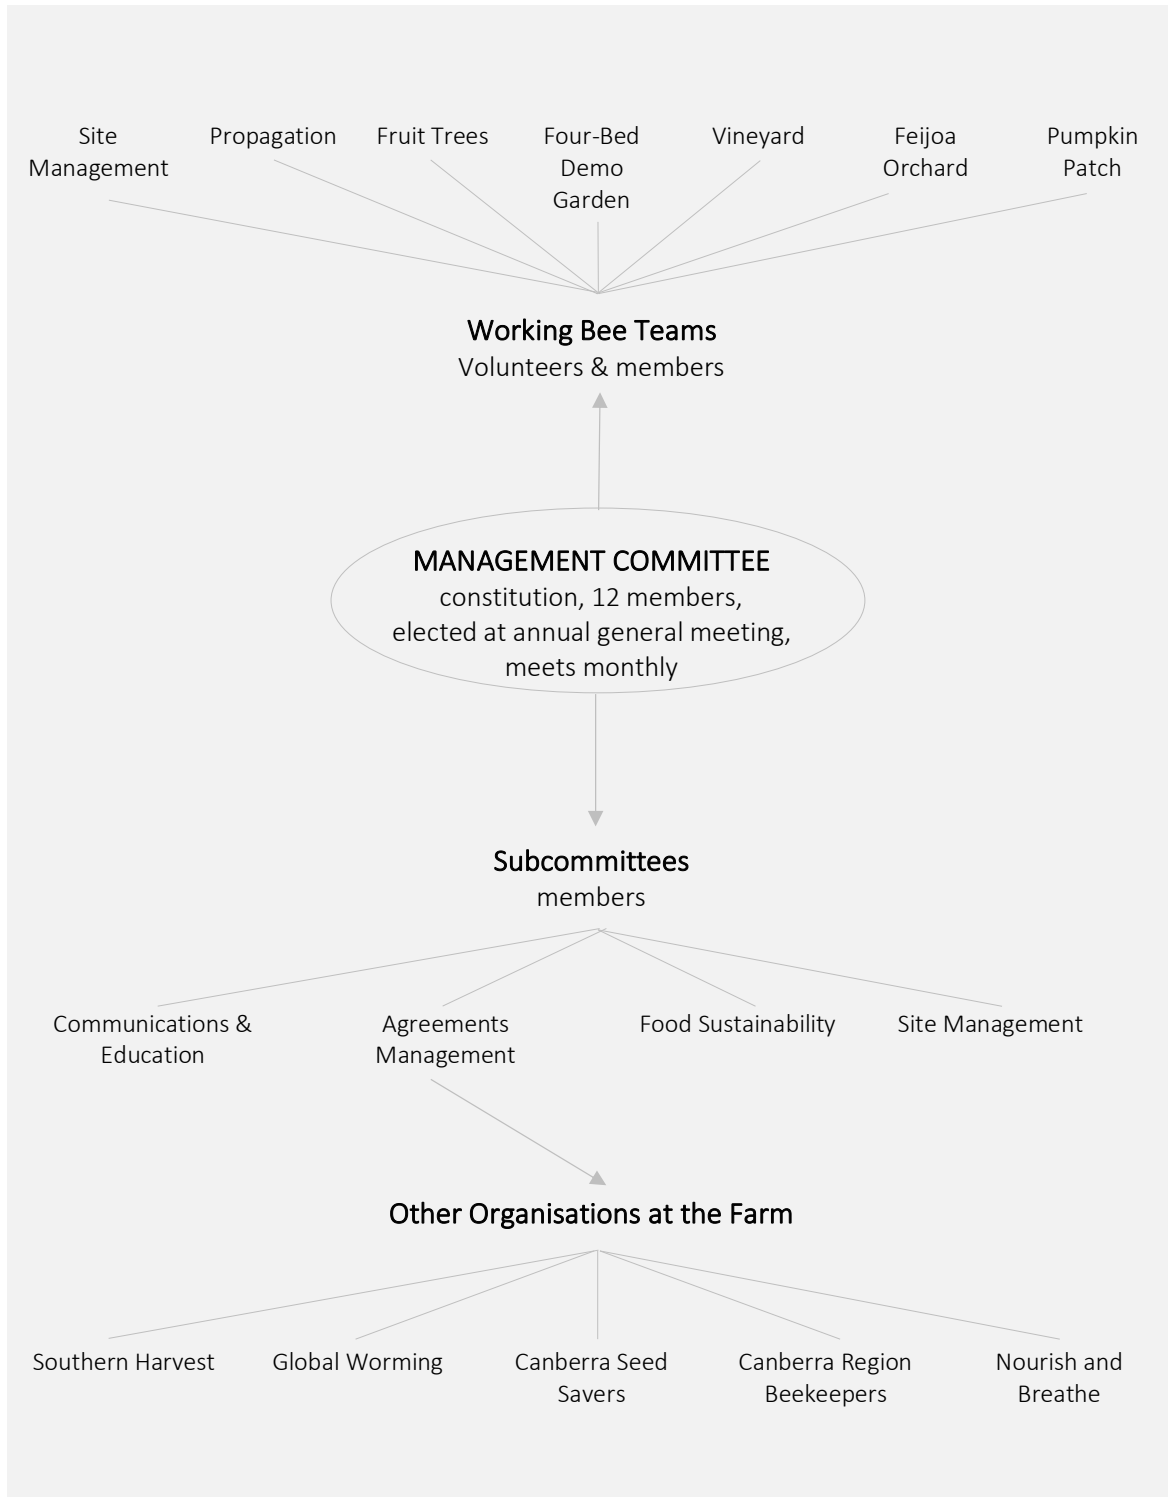 Site
Management
Propagation
Fruit Trees
Four-Bed
Demo
Garden
Vineyard
Feijoa
Orchard
Pumpkin
Patch
Working Bee Teams
Volunteers & members
MANAGEMENT COMMITTEE
constitution, 12 members,
elected at annual general meeting,
meets monthly
Subcommittees
members
Communications &
Education
Agreements
Management
Food Sustainability
Site Management
Other Organisations at the Farm
Southern Harvest
Global Worming
Canberra Seed
Savers
Canberra Region
Beekeepers
Nourish and
Breathe